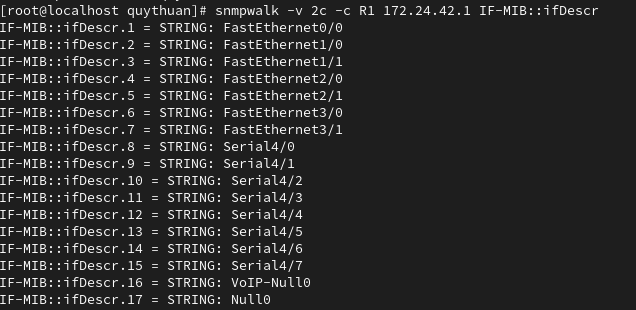 [root@localhost quythuan]# snmpwalk -v 2c -c R1 172.24.42.1 IF-MIB::ifDescr
IF-MIB::ifDescr.1 = STRING: FastEthernet0/0
IF-MIB::ifDescr.2 = STRING: FastEthernet1/0
IF-MIB::ifDescr.3 = STRING: FastEthernet1/1
IF-MIB::ifDescr.4 = STRING: FastEthernet2/0
IF-MIB::ifDescr.5 = STRING: FastEthernet2/1
IF-MIB::ifDescr.6 = STRING: FastEthernet3/0
IF-MIB::ifDescr.7 = STRING: FastEthernet3/1
IF-MIB::ifDescr.8 = STRING: Serial4/0
IF-MIB::ifDescr.9 = STRING: Serial4/1
IF-MIB::ifDescr.10 = STRING: Serial4/2
IF-MIB::ifDescr.11 = STRING: Serial4/3
IF-MIB::ifDescr.12 = STRING: Serial4/4
IF-MIB::ifDescr.13 = STRING: Serial4/5
IF-MIB::ifDescr.14 = STRING: Serial4/6
IF-MIB::ifDescr.15 = STRING: Serial4/7
IF-MIB::ifDescr.16 = STRING: VoIP-Null0
IF-MIB::ifDescr.17 = STRING: Null0